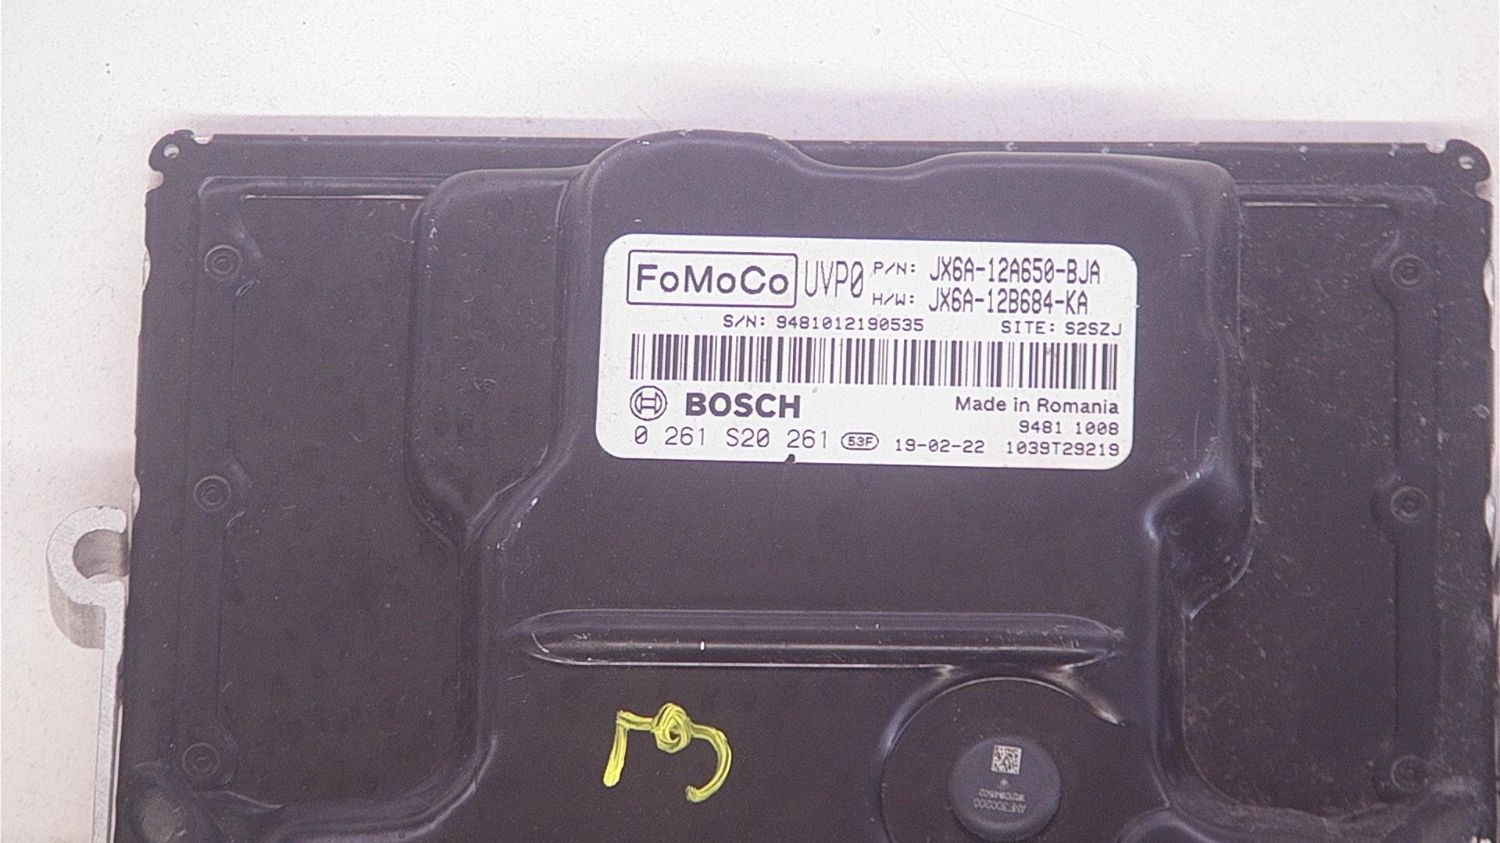 FoMoCo UVP0 P/N: JX6A-12A650-BJA
H/W: JX6A-12B684-KA
S/N: 9481012190535 SITE: S2SZJ
BOSCH Made in Romania
9481 1008
0 261 S20 261 53F 19-02-22 1039T29219